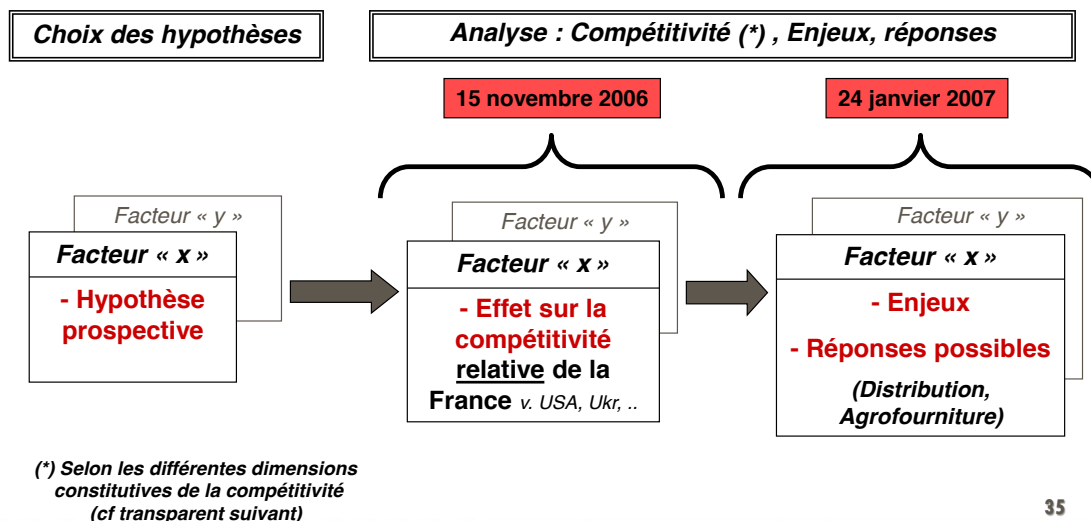 Choix des hypothèses
Analyse : Compétitivité (*) , Enjeux, réponses
15 novembre 2006
24 janvier 2007
Facteur « y »
Facteur « x »
- Hypothèse
prospective
Facteur « y »
Facteur « x »
- Effet sur la
compétitivité
relative de la
France v. USA, Ukr, ..
Facteur « y »
Facteur « x »
- Enjeux
- Réponses possibles
(Distribution,
Agrofourniture)
(*) Selon les différentes dimensions
constitutives de la compétitivité
(cf transparent suivant)
35